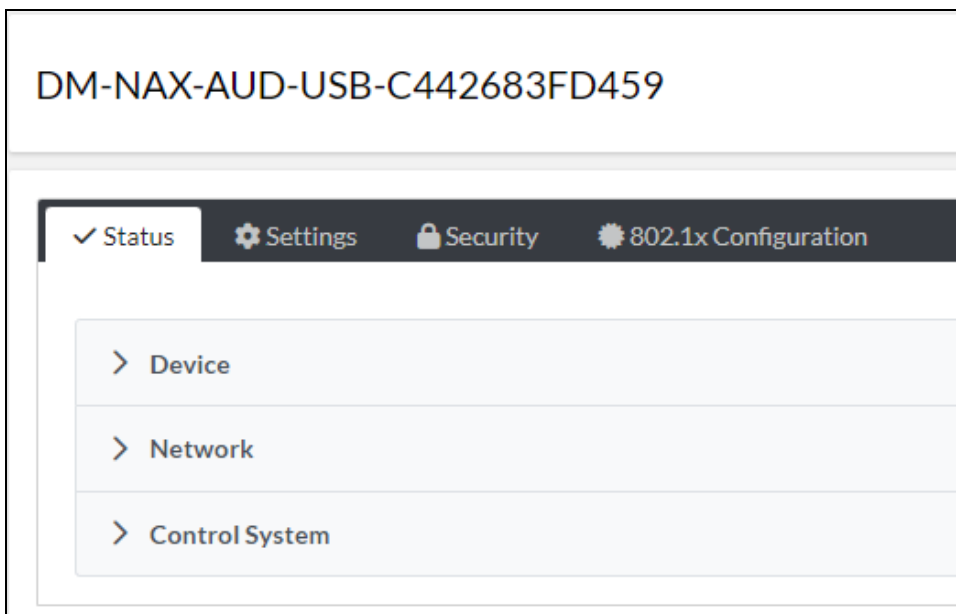 DM-NAX-AUD-USB-C442683FD459
Status Settings Security 802.1x Configuration
Device
Network
Control System